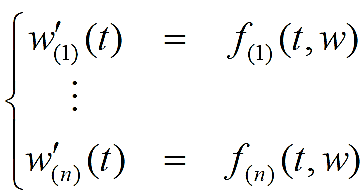 w′₍₁₎(t) = f₍₁₎(t, w)
⋮
w′₍ₙ₎(t) = f₍ₙ₎(t, w)